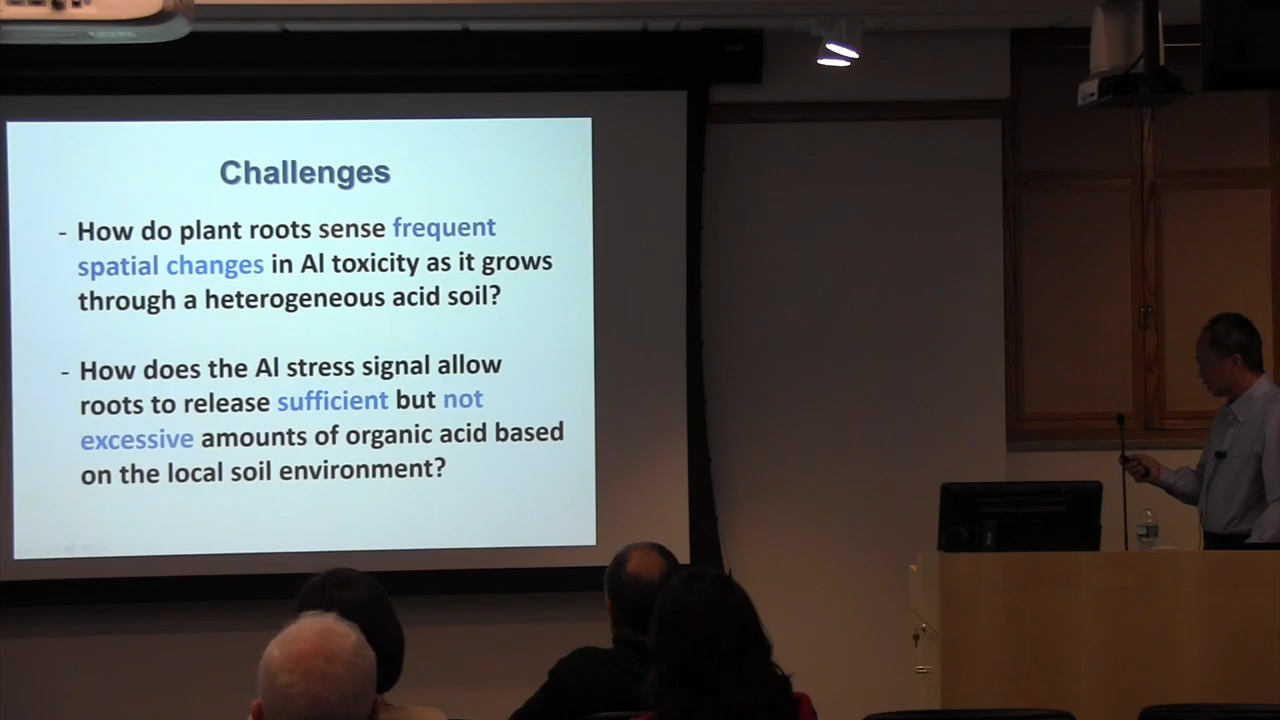 Challenges
- How do plant roots sense frequent
spatial changes in Al toxicity as it grows
through a heterogeneous acid soil?
- How does the Al stress signal allow
roots to release sufficient but not
excessive amounts of organic acid based
on the local soil environment?